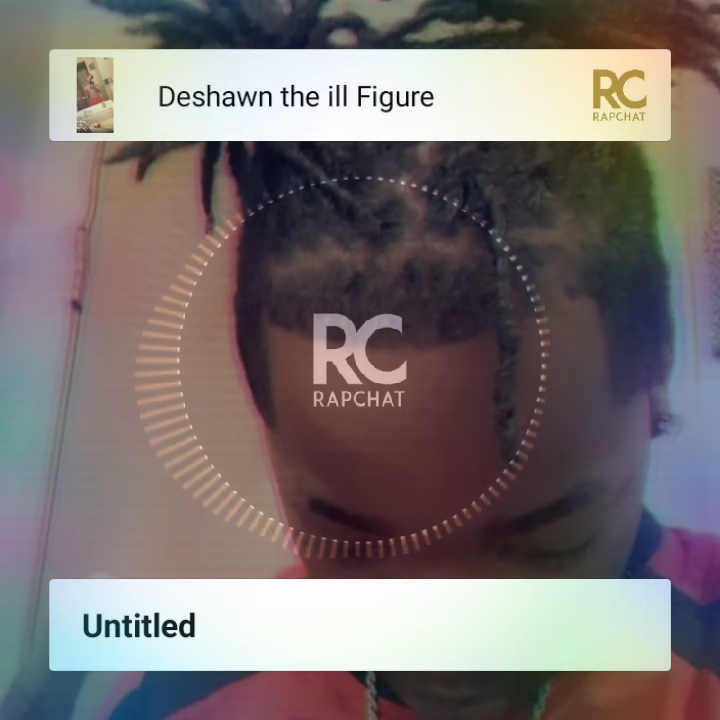 Deshawn the ill Figure
RC
RAPCHAT
RC
RAPCHAT
Untitled